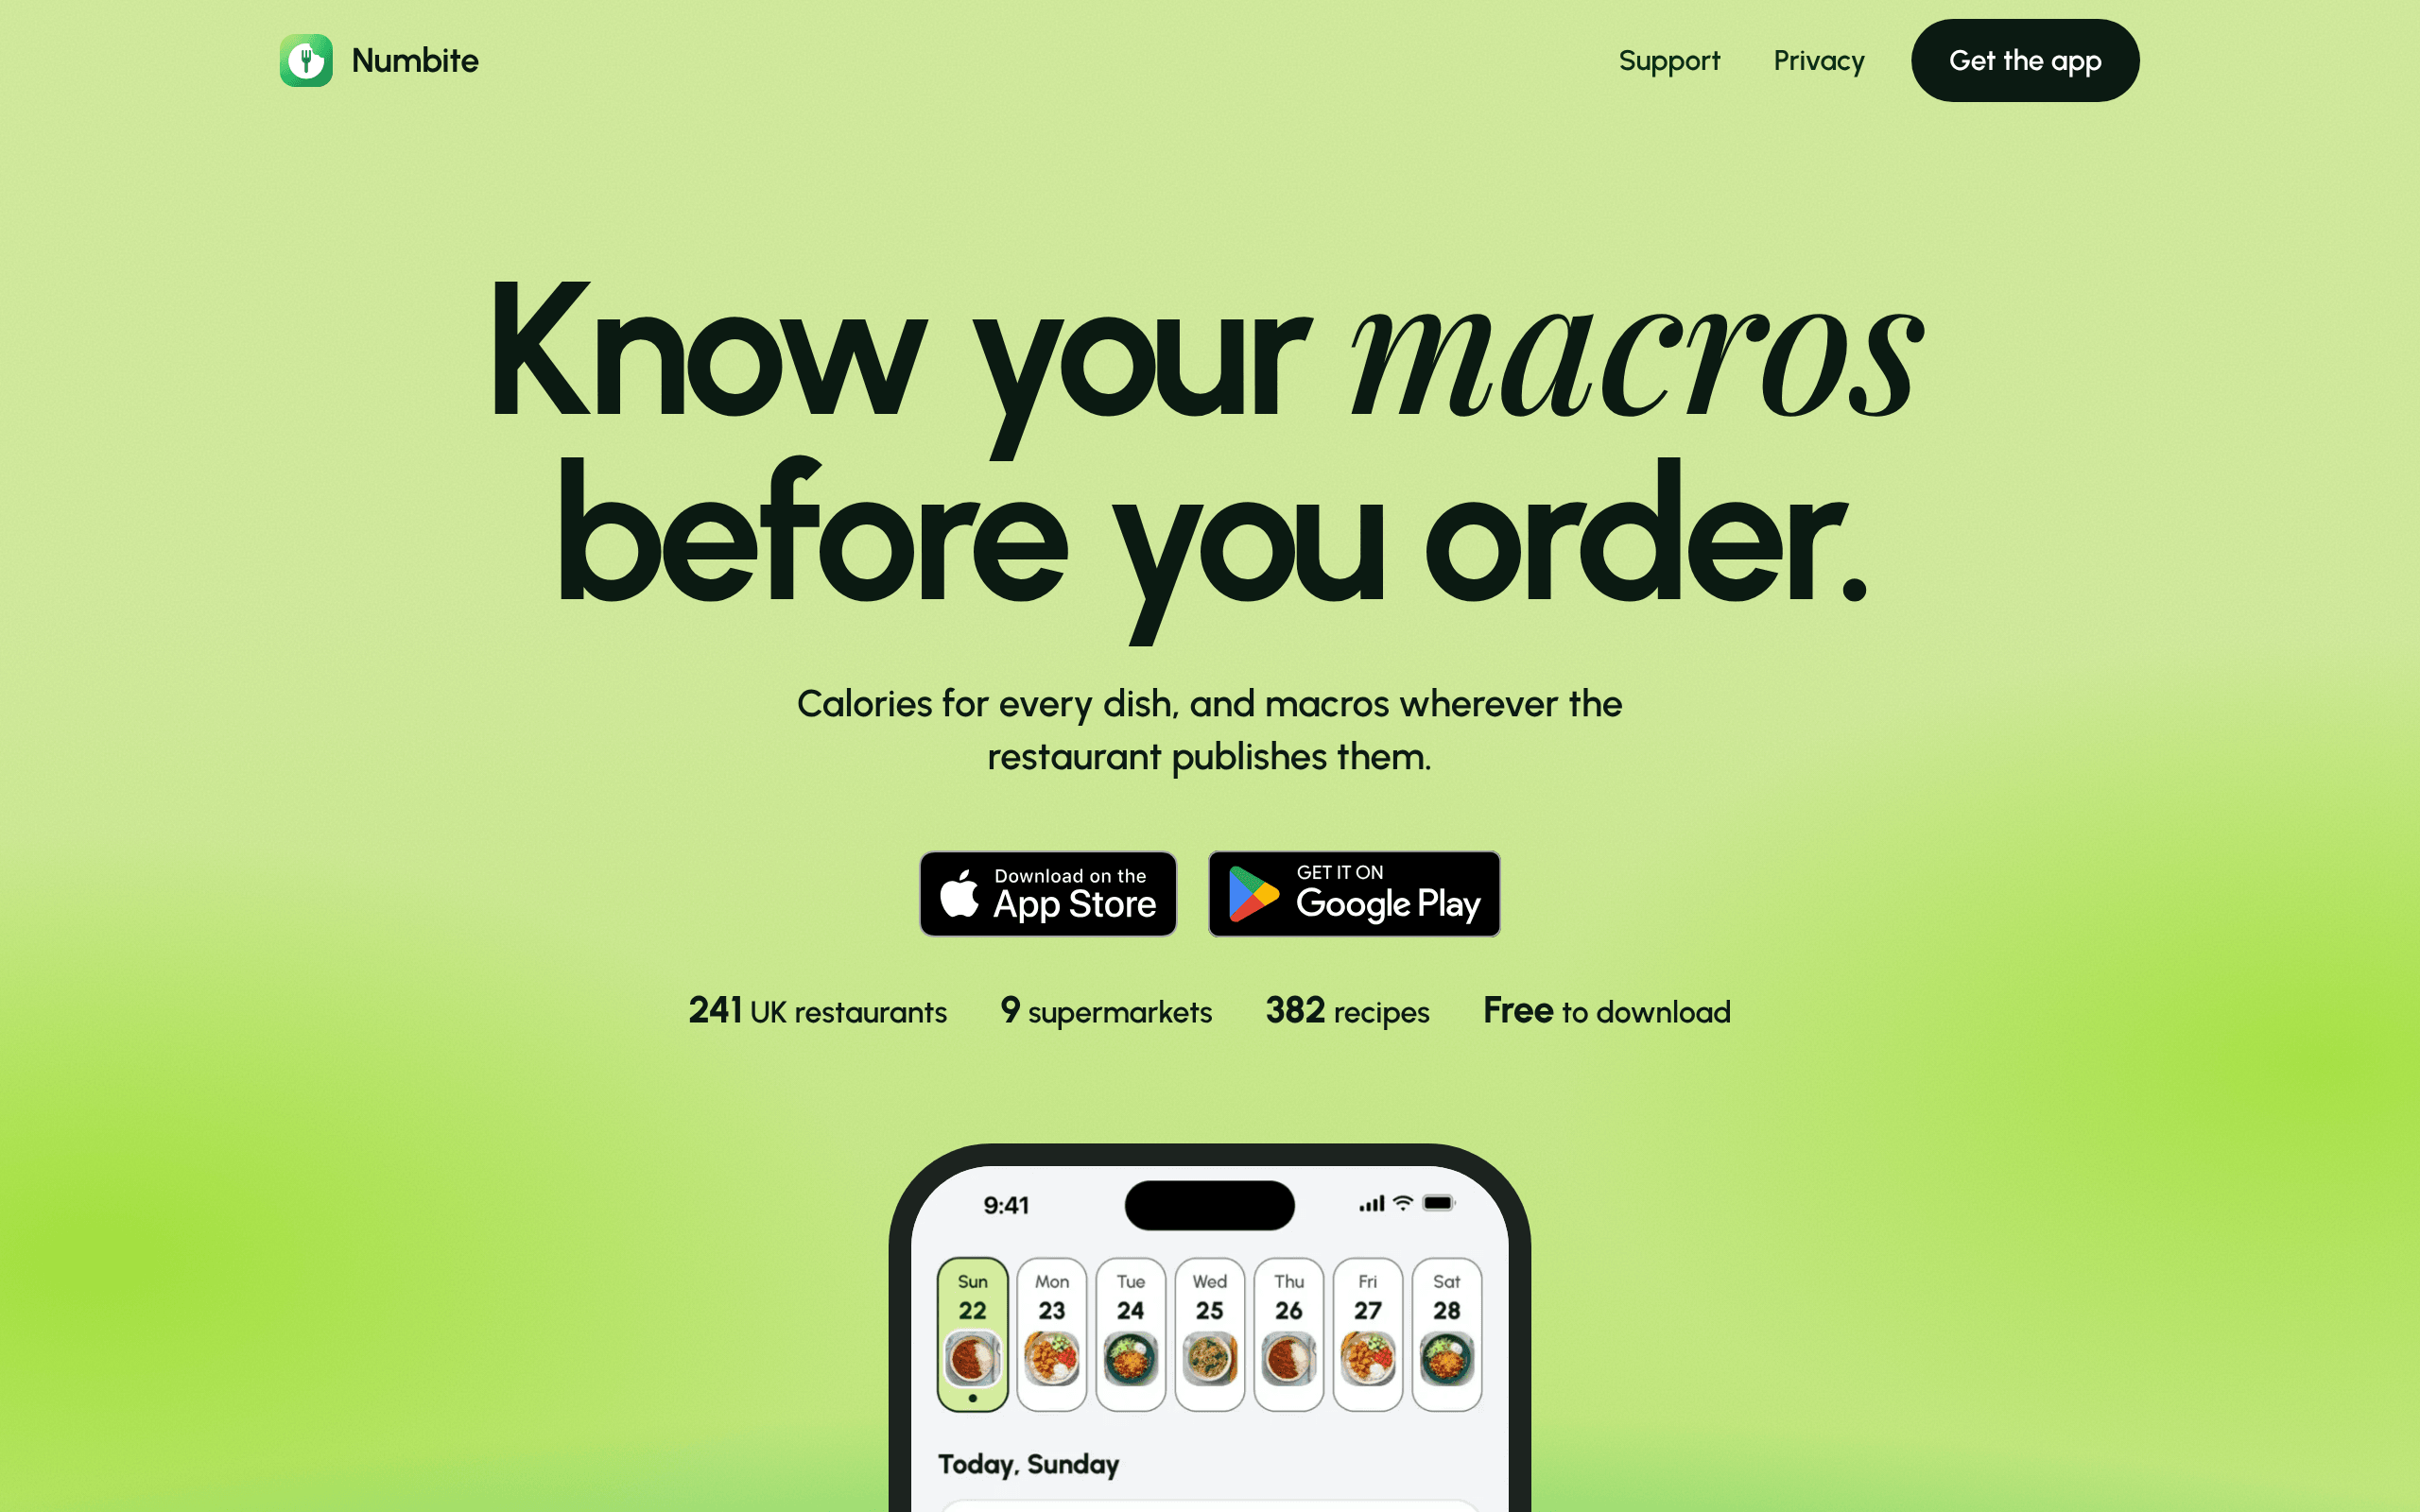 Numbite
Support Privacy Get the app
Know your macros
before you order.
Calories for every dish, and macros wherever the
restaurant publishes them.
Download on the
App Store
GET IT ON
Google Play
241 UK restaurants 9 supermarkets 382 recipes Free to download
9:41
Sun Mon Tue Wed Thu Fri Sat
22 23 24 25 26 27 28
Today, Sunday